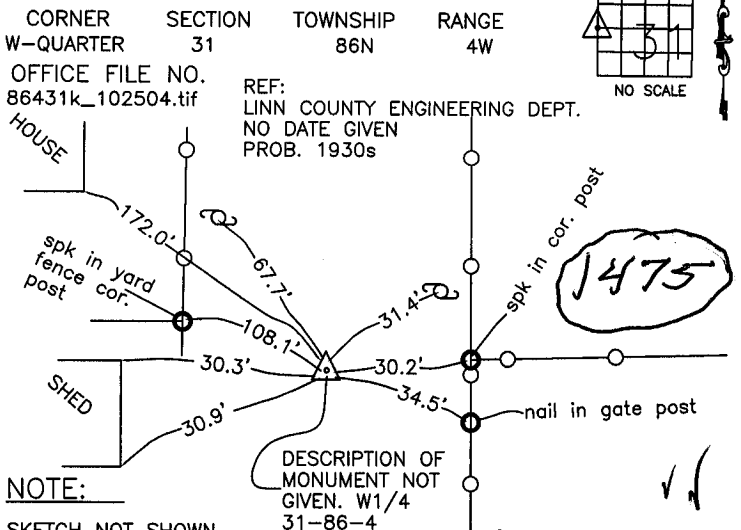 CORNER SECTION TOWNSHIP RANGE
W-QUARTER 31 86N 4W
31
NO SCALE
OFFICE FILE NO.
86431k_102504.tif
REF:
LINN COUNTY ENGINEERING DEPT.
NO DATE GIVEN
PROB. 1930s
HOUSE
172.0'
67.7'
spk in yard
fence cor.
post
108.1'
31.4'
spk in cor. post
1475
30.3'
30.2'
SHED
30.9'
34.5'
nail in gate post
DESCRIPTION OF
MONUMENT NOT
GIVEN. W1/4
31-86-4
NOTE:
SKETCH NOT SHOWN